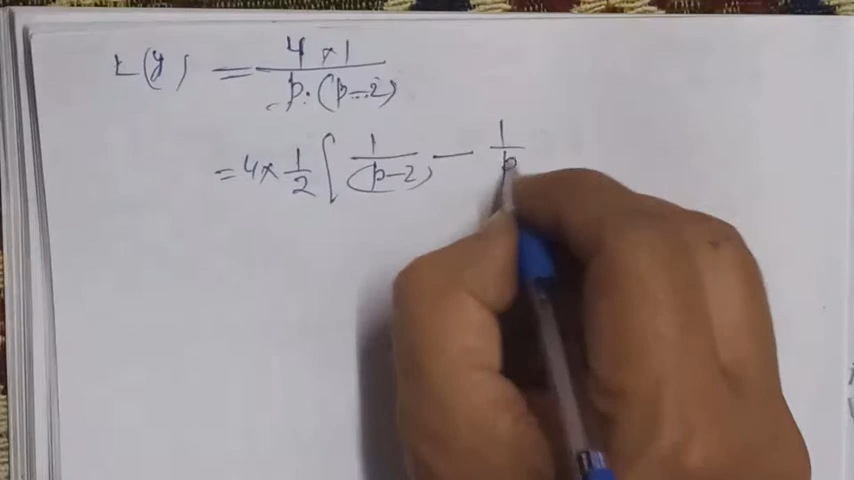 L(y) = 4 × 1 / p · (p-2)
= 4 × 1/2 [ 1/(p-2) - 1/p